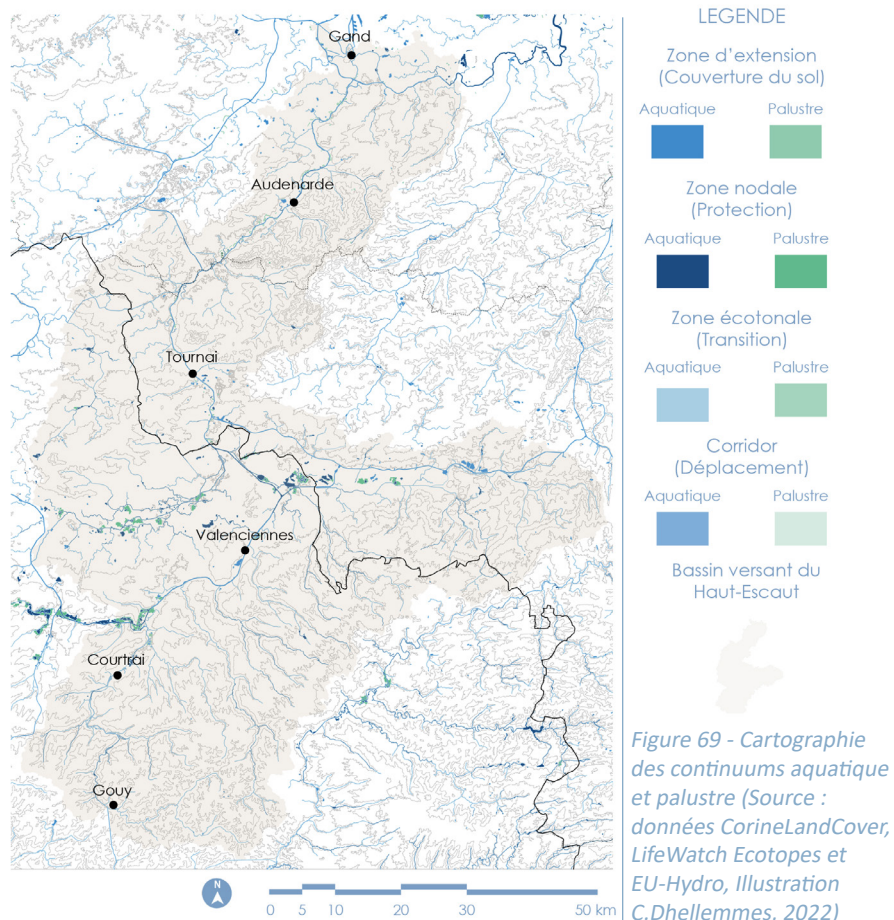 Gand
Audenarde
Tournai
Valenciennes
Courtrai
Gouy
N
0 5 10 20 30 50 km
LEGENDE
Zone d'extension
(Couverture du sol)
Aquatique Palustre
Zone nodale
(Protection)
Aquatique Palustre
Zone écotonale
(Transition)
Aquatique Palustre
Corridor
(Déplacement)
Aquatique Palustre
Bassin versant du
Haut-Escaut
Figure 69 - Cartographie
des continuums aquatique
et palustre (Source :
données CorineLandCover,
LifeWatch Ecotopes et
EU-Hydro, Illustration
C.Dhellemmes, 2022)